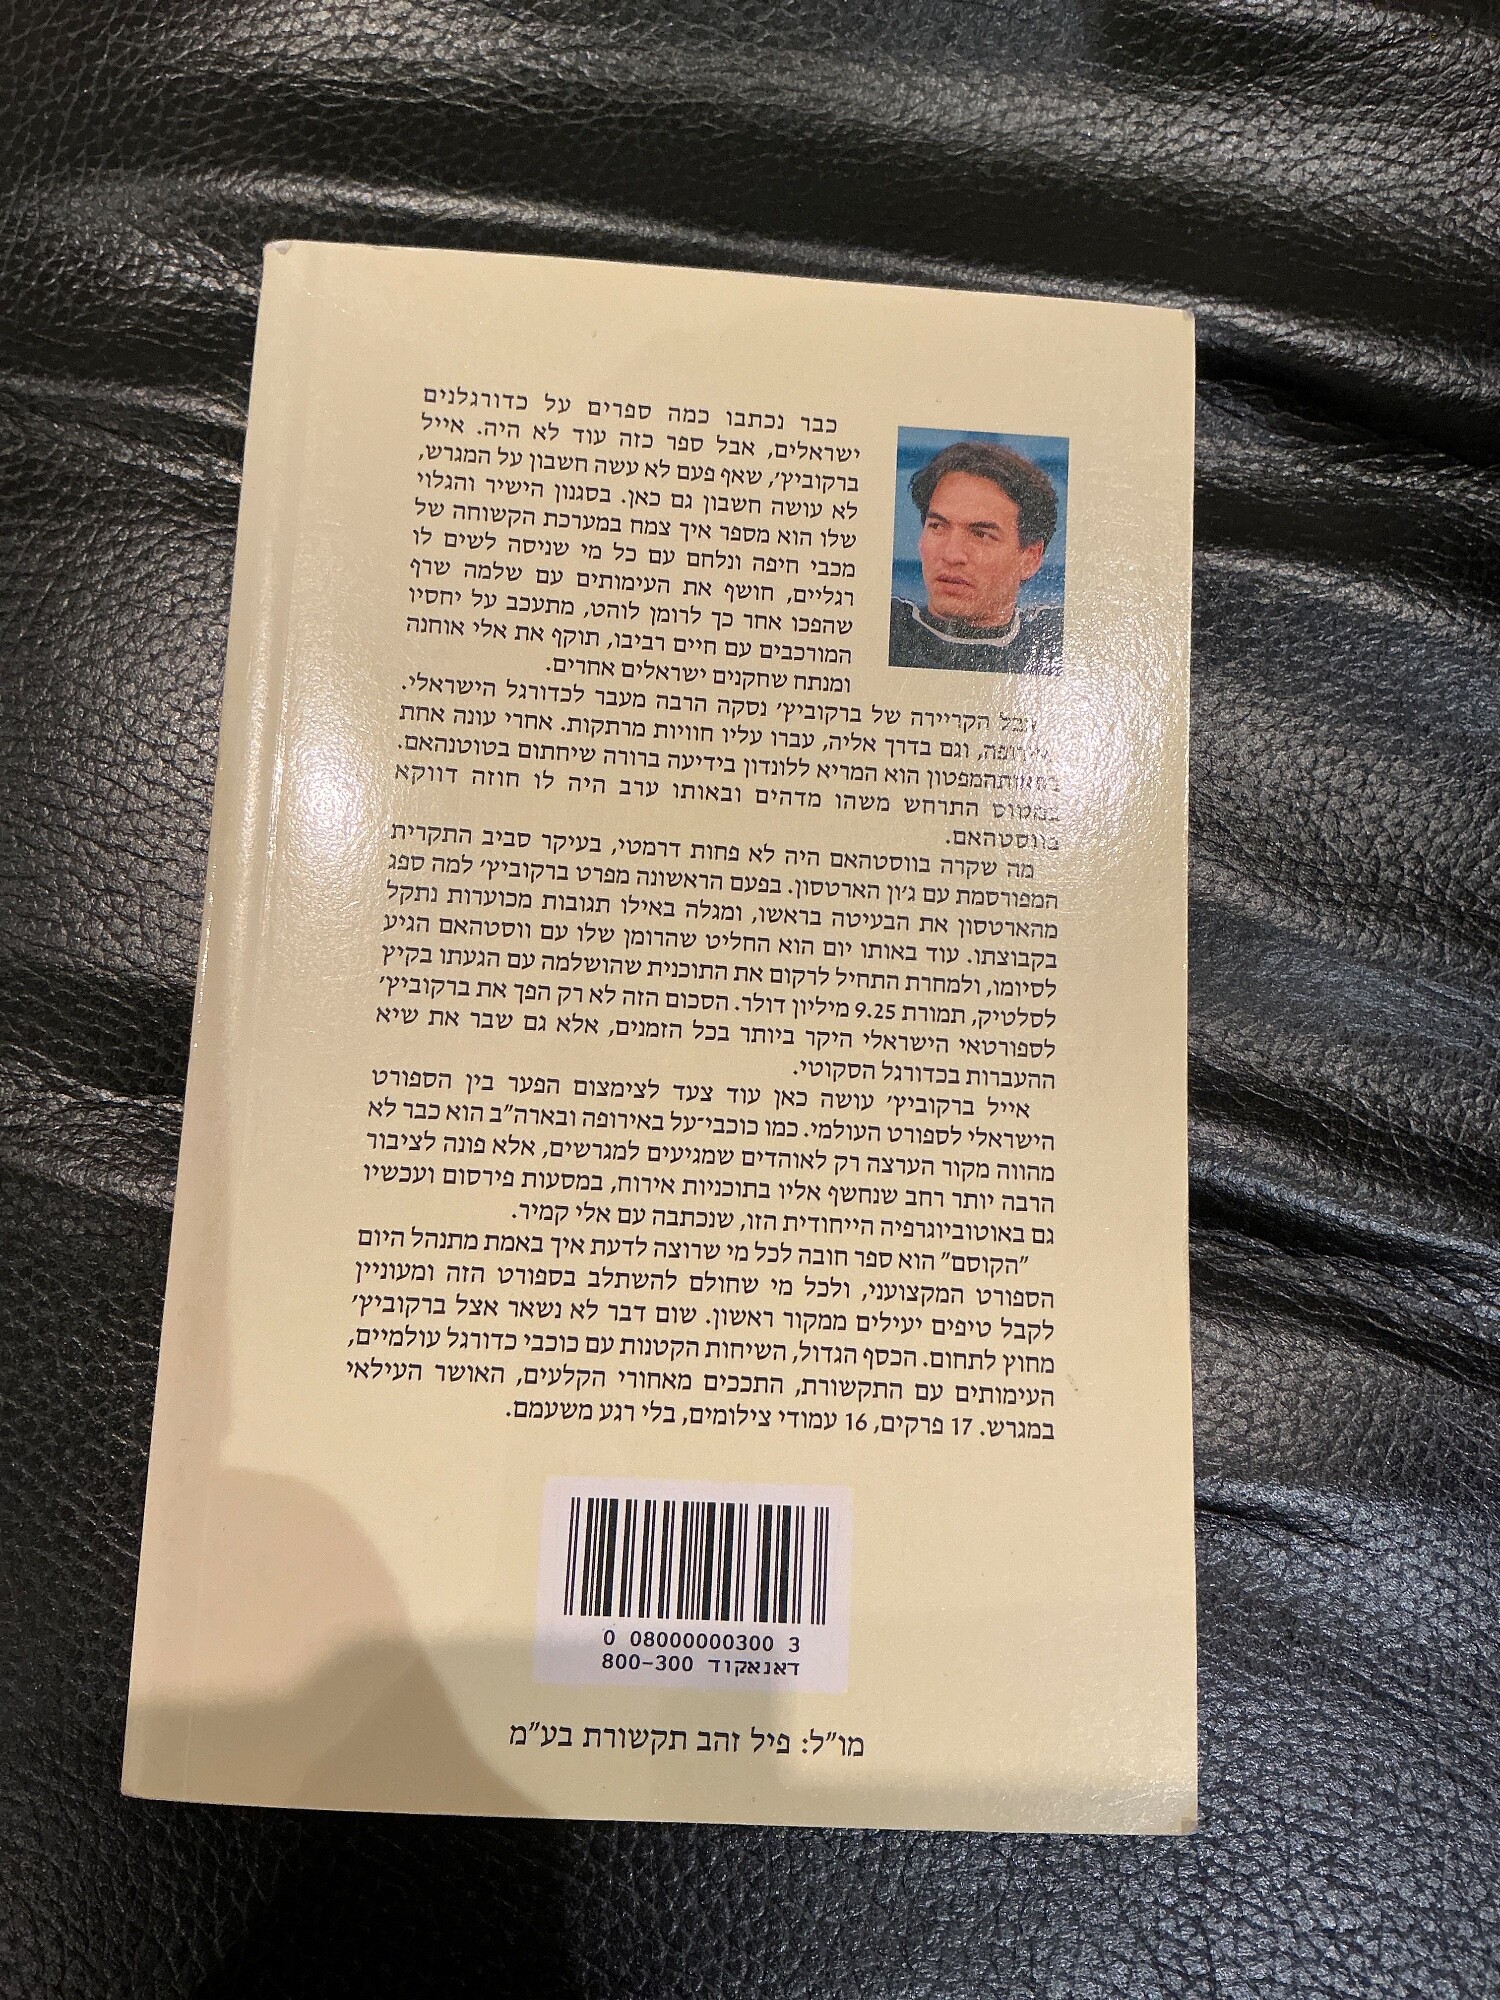 כבר נכתבו כמה ספרים על כדורגלנים
ישראלים, אבל ספר כזה עוד לא היה. אייל
ברקוביץ׳, שאף פעם לא עשה חשבון על המגרש,
לא עושה חשבון גם כאן. בסגנון הישיר והגלוי
שלו הוא מספר איך צמח במערכת הקשוחה של
מכבי חיפה ונלחם עם כל מי שניסה לשים לו
רגליים, חושף את העימותים עם שלמה שרף
שהפכו אחר כך לרומן לוהט, מתעכב על יחסיו
המורכבים עם חיים רביבו, תוקף את אלי אוחנה
ומנתח שחקנים ישראלים אחרים.
אבל הקריירה של ברקוביץ׳ נסקה הרבה מעבר לכדורגל הישראלי.
באירופה, וגם בדרך אליה, עברו עליו חוויות מרתקות. אחרי עונה אחת
בסאות׳המפטון הוא המריא ללונדון בידיעה ברורה שיחתום בטוטנהאם.
במטוס התרחש משהו מדהים ובאותו ערב היה לו חוזה דווקא
בווסטהאם.
מה שקרה בווסטהאם היה לא פחות דרמטי, בעיקר סביב התקרית
המפורסמת עם ג׳ון הארטסון. בפעם הראשונה מפרט ברקוביץ׳ למה ספג
מהארטסון את הבעיטה בראשו, ומגלה באילו תגובות מכוערות נתקל
בקבוצתו. עוד באותו יום הוא החליט שהרומן שלו עם ווסטהאם הגיע
לסיומו, ולמחרת התחיל לרקום את התוכנית שהושלמה עם הגעתו בקיץ
לסלטיק, תמורת 9.25 מיליון דולר. הסכום הזה לא רק הפך את ברקוביץ׳
לספורטאי הישראלי היקר ביותר בכל הזמנים, אלא גם שבר את שיא
ההעברות בכדורגל הסקוטי.
אייל ברקוביץ׳ עושה כאן עוד צעד לצימצום הפער בין הספורט
הישראלי לספורט העולמי. כמו כוכבי־על באירופה ובארה״ב הוא כבר לא
מהווה מקור הערצה רק לאוהדים שמגיעים למגרשים, אלא פונה לציבור
הרבה יותר רחב שנחשף אליו בתוכניות אירוח, במסעות פירסום ועכשיו
גם באוטוביוגרפיה הייחודית הזו, שנכתבה עם אלי קמיר.
״הקוסם״ הוא ספר חובה לכל מי שרוצה לדעת איך באמת מתנהל היום
הספורט המקצועני, ולכל מי שחולם להשתלב בספורט הזה ומעוניין
לקבל טיפים יעילים ממקור ראשון. שום דבר לא נשאר אצל ברקוביץ׳
מחוץ לתחום. הכסף הגדול, השיחות הקטנות עם כוכבי כדורגל עולמיים,
העימותים עם התקשורת, התככים מאחורי הקלעים, האושר העילאי
במגרש. 17 פרקים, 16 עמודי צילומים, בלי רגע משעמם.
0 08000000300 3
דאנאקוד 800-300
מו״ל: פיל זהב תקשורת בע״מ